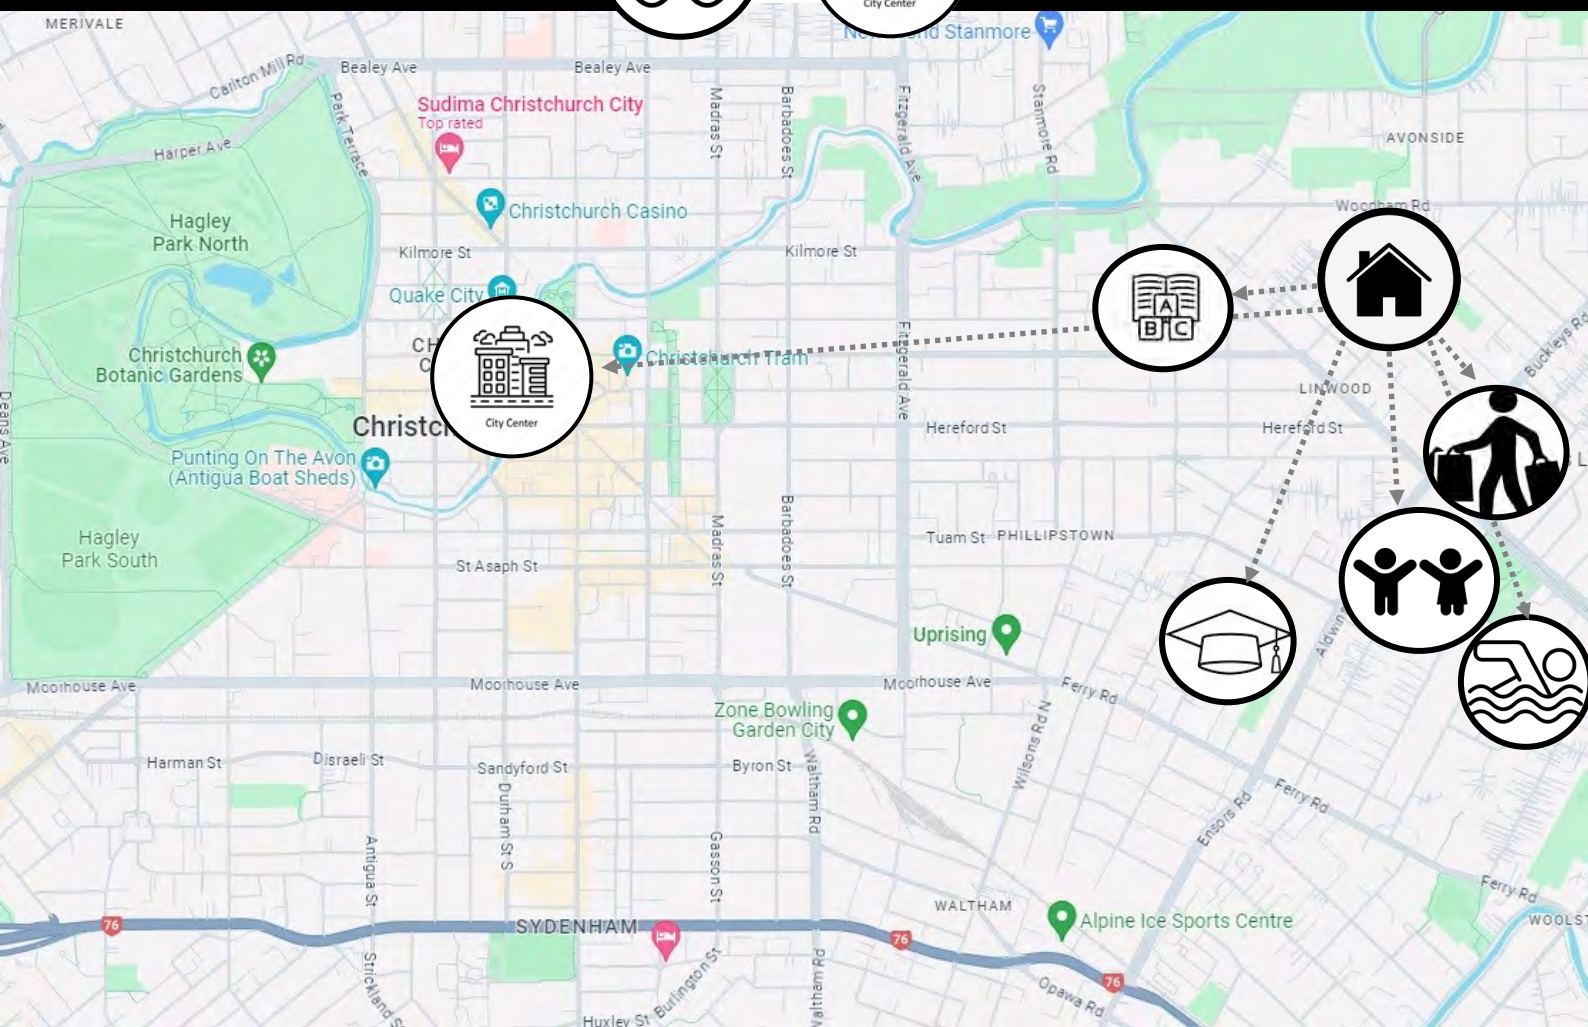 City Center
MERIVALE
Stanmore
Carlton Mill Rd
Bealey Ave
Bealey Ave
Sudima Christchurch City
Top rated
Park Terrace
Madras St
Barbadoes St
Fitzgerald Ave
Stanmore Rd
AVONSIDE
Harper Ave
Woodham Rd
Hagley
Park North
Christchurch Casino
Kilmore St
Kilmore St
Quake City
A
B C
Christchurch Tram
Fitzgerald Ave
Buckleys Rd
Christchurch
Botanic Gardens
LINWOOD
Deans Ave
City Center
Hereford St
Hereford St
Punting On The Avon
(Antigua Boat Sheds)
Madras St
Barbadoes St
Hagley
Park South
Tuam St
PHILLIPSTOWN
St Asaph St
Uprising
Moorhouse Ave
Moorhouse Ave
Moorhouse Ave
Ferry Rd
Zone Bowling
Garden City
Wilsons Rd N
Harman St
Disraeli St
Sandyford St
Byron St
Waltham Rd
Durham St S
Ensors Rd
Ferry Rd
Antigua St
Gasson St
Ferry Rd
WALTHAM
Alpine Ice Sports Centre
76
SYDENHAM
76
76
Strickland
Burlington St
Waltham Rd
Opawa Rd
Huxley St